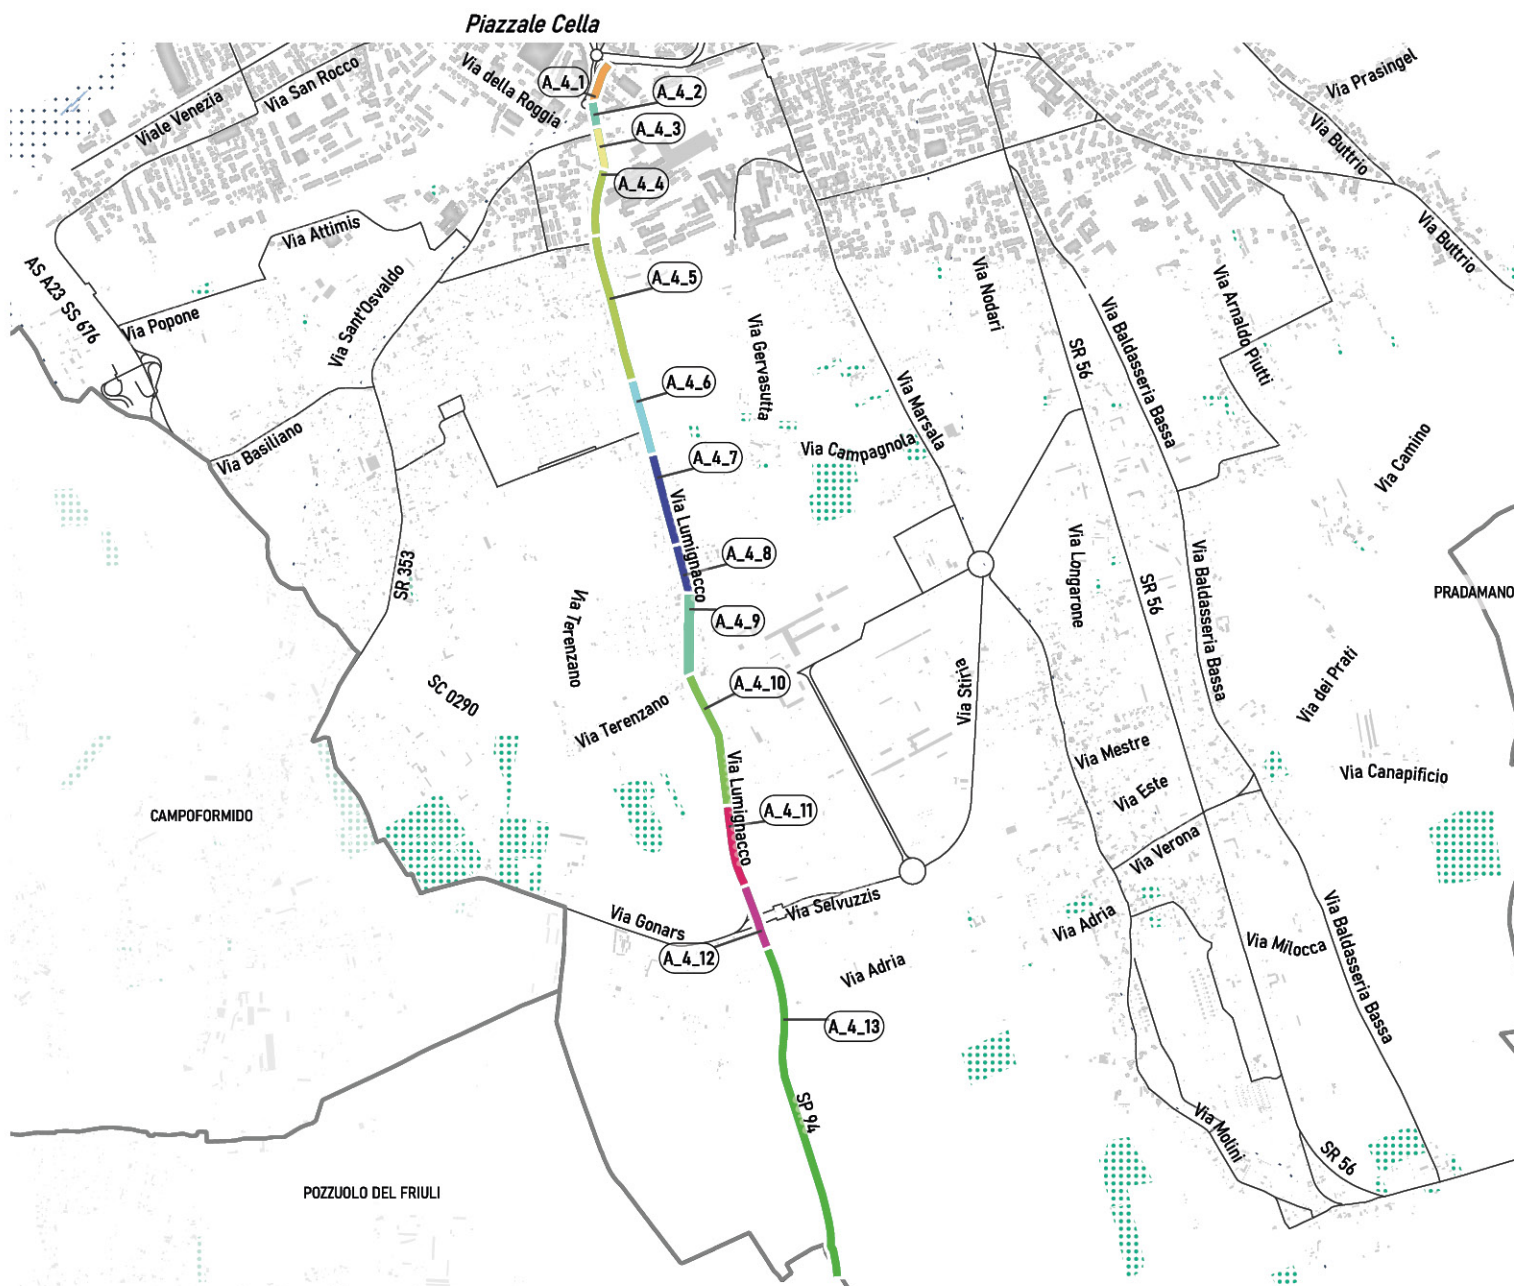 Piazzale Cella
Via San Rocco
Viale Venezia
Via della Roggia
A_4_1
A_4_2
A_4_3
A_4_4
Via Prasingel
Via Buttrio
Via Buttrio
Via Attimis
AS A23 SS 676
Via Popone
Via Sant'Osvaldo
A_4_5
Via Nodari
Via Arnaldo Piutti
Via Gervasutta
Via Baldasseria Bassa
SR 56
A_4_6
Via Marsala
Via Basiliano
Via Campagnola
Via Camino
A_4_7
Via Lumignacco
A_4_8
SR 353
Via Terenzano
Via Longarone
SR 56
Via Baldasseria Bassa
PRADAMANO
A_4_9
Via Stiria
A_4_10
SC 0290
Via Terenzano
Via dei Prati
Via Mestre
Via Este
Via Canapificio
Via Lumignacco
A_4_11
CAMPOFORMIDO
Via Verona
Via Selvuzzis
Via Gonars
Via Adria
Via Baldasseria Bassa
Via Milocca
A_4_12
Via Adria
A_4_13
SP 94
Via Molini
SR 56
POZZUOLO DEL FRIULI